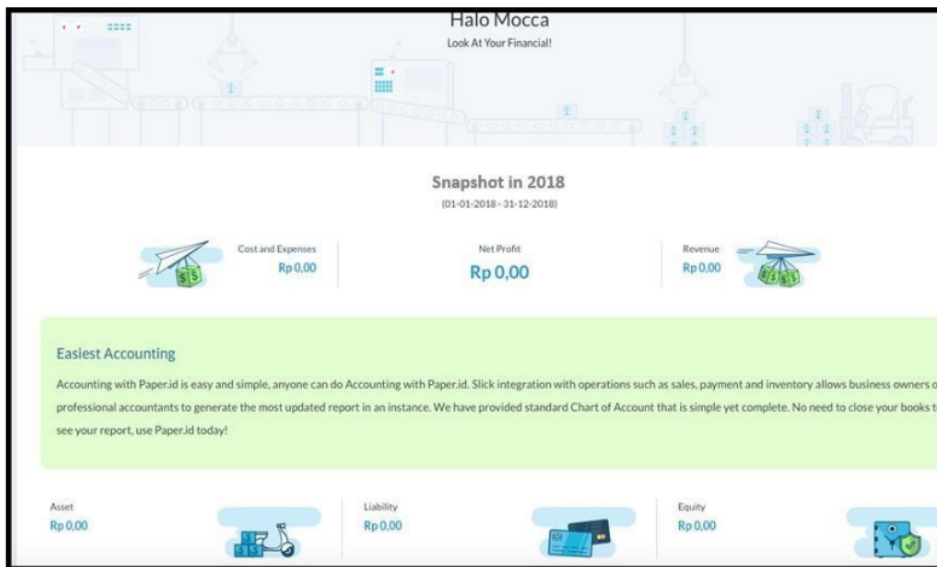 Halo Mocca
Look At Your Financial!
Snapshot in 2018
(01-01-2018 - 31-12-2018)
Cost and Expenses
Rp 0,00
Net Profit
Rp 0,00
Revenue
Rp 0,00
Easiest Accounting
Accounting with Paper.id is easy and simple, anyone can do Accounting with Paper.id. Slick integration with operations such as sales, payment and inventory allows business owners
professional accountants to generate the most updated report in an instance. We have provided standard Chart of Account that is simple yet complete. No need to close your books
see your report, use Paper.id today!
Asset
Rp 0,00
Liability
Rp 0,00
Equity
Rp 0,00